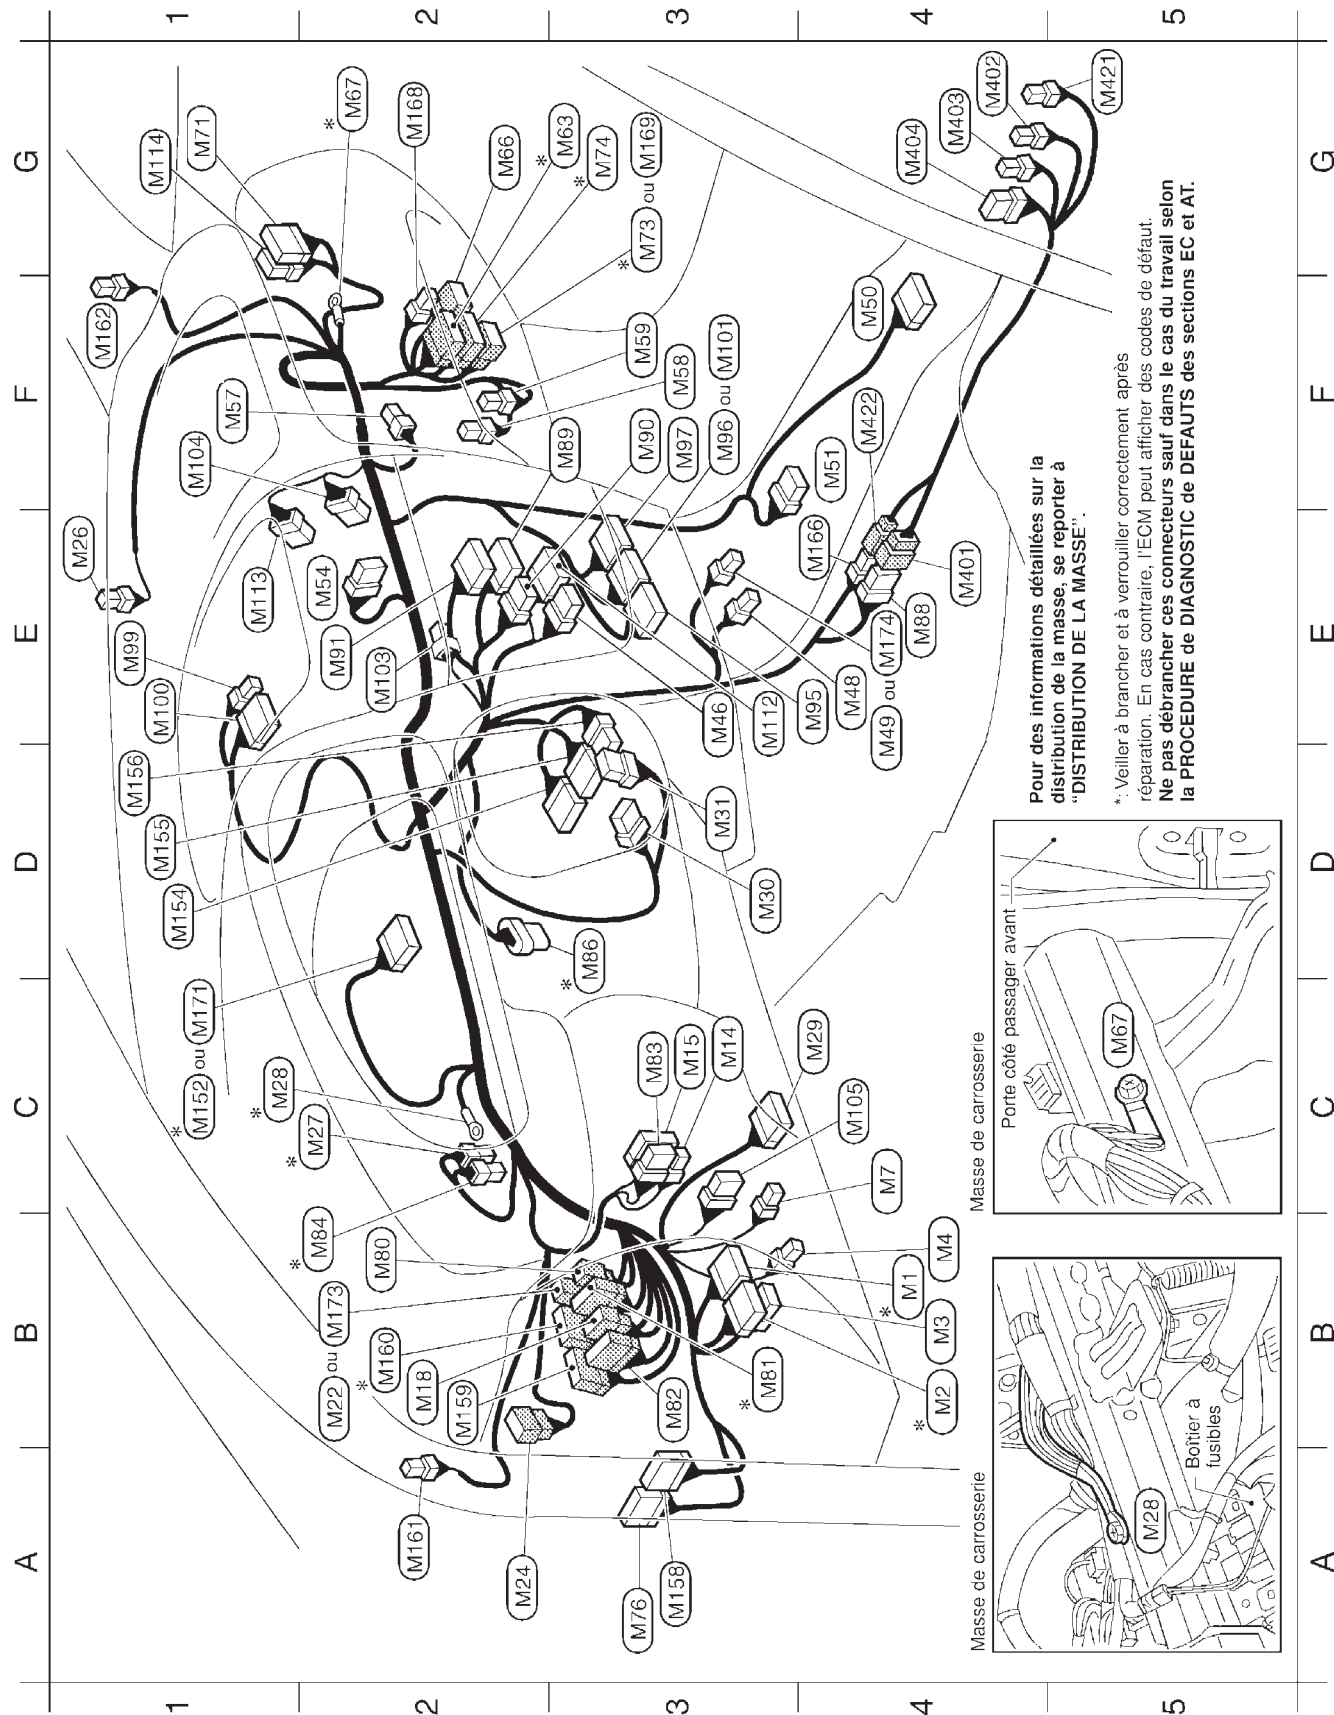 A B C D E F G
1
2
3
4
5
M26
M162
M114
M71
* M67
M168
M66
* M63
* M74
* M73 ou M169
M57
M104
M113
M54
M91
M103
M99
M100
M156
M155
M154
* M152 ou M171
* M28
* M27
* M84
M80
M22 ou M173
* M160
M18
M159
M161
M24
M76
M158
M82
* M81
* M2
* M3
* M1
M4
M7
M105
M29
M14
M15
M83
* M86
M30
M31
M46
M112
M95
M48
M49 ou M174
M88
M401
M166
M422
M51
M50
M59
M58
M96 ou M101
M97
M90
M89
M404
M403
M402
M421
Pour des informations détaillées sur la
distribution de la masse, se reporter à
“DISTRIBUTION DE LA MASSE”.
*: Veiller à brancher et à verrouiller correctement après
réparation. En cas contraire, l'ECM peut afficher des codes de défaut.
Ne pas débrancher ces connecteurs sauf dans le cas du travail selon
la PROCEDURE de DIAGNOSTIC de DEFAUTS des sections EC et AT.
Masse de carrosserie
M28
Boîtier à
fusibles
Masse de carrosserie
Porte côté passager avant
M67
A B C D E F G
1
2
3
4
5